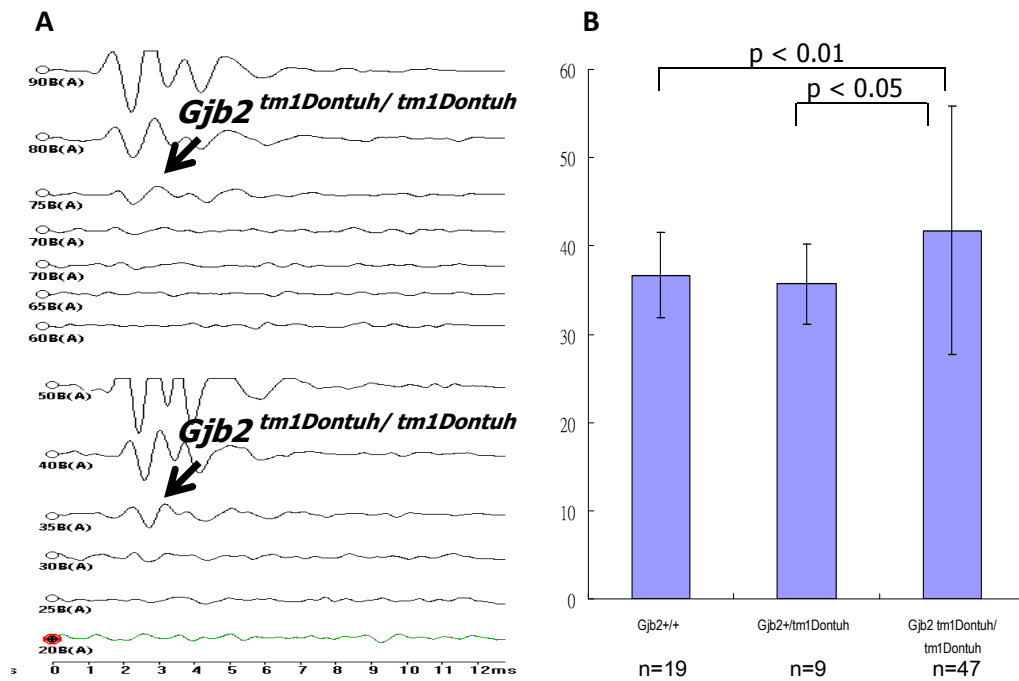 A
90B(A)
Gjb2 tm1Dontuh/ tm1Dontuh
80B(A)
75B(A)
70B(A)
70B(A)
65B(A)
60B(A)
50B(A)
Gjb2 tm1Dontuh/ tm1Dontuh
40B(A)
35B(A)
30B(A)
25B(A)
20B(A)
s 0 1 2 3 4 5 6 7 8 9 10 11 12ms
B
p < 0.01
p < 0.05
60
50
40
30
20
10
0
Gjb2+/+
n=19
Gjb2+/tm1Dontuh
n=9
Gjb2 tm1Dontuh/
tm1Dontuh
n=47